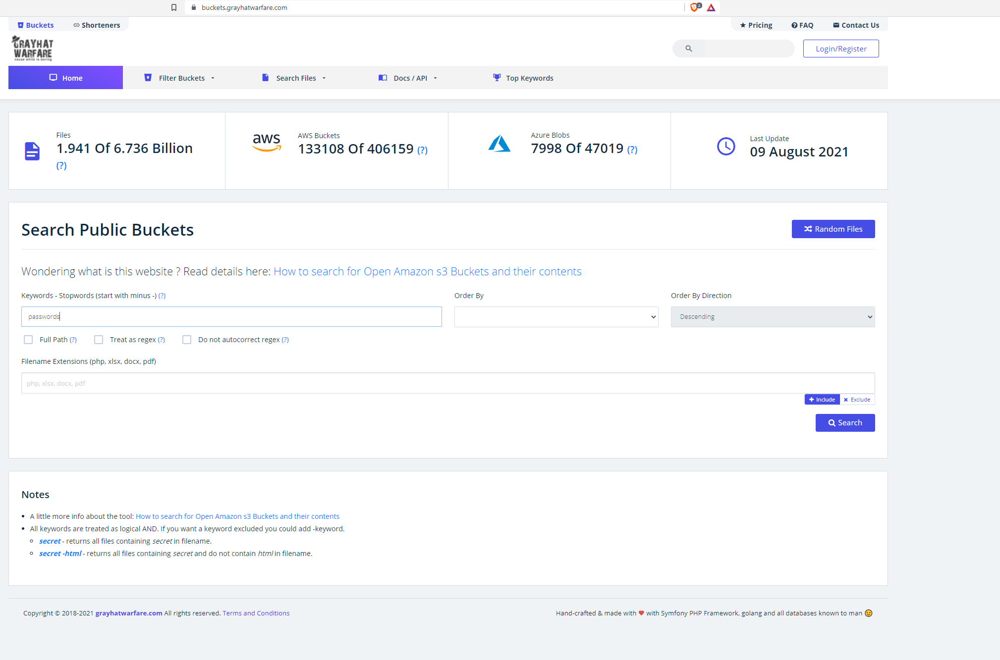 buckets.grayhatwarfare.com
2
Buckets
Shorteners
Pricing
FAQ
Contact Us
GRAYHAT
WARFARE
cause white is boring
Login/Register
Home
Filter Buckets
Search Files
Docs / API
Top Keywords
Files
1.941 Of 6.736 Billion
(?)
aws
AWS Buckets
133108 Of 406159 (?)
Azure Blobs
7998 Of 47019 (?)
Last Update
09 August 2021
Search Public Buckets
Random Files
Wondering what is this website ? Read details here: How to search for Open Amazon s3 Buckets and their contents
Keywords - Stopwords (start with minus -) (?)
Order By
Order By Direction
passwords
Descending
Full Path (?)
Treat as regex (?)
Do not autocorrect regex (?)
Filename Extensions (php, xlsx, docx, pdf)
php, xlsx, docx, pdf
Include
Exclude
Search
Notes
• A little more info about the tool: How to search for Open Amazon s3 Buckets and their contents
• All keywords are treated as logical AND. If you want a keyword excluded you could add -keyword.
secret - returns all files containing secret in filename.
secret -html - returns all files containing secret and do not contain html in filename.
Copyright © 2018-2021 grayhatwarfare.com All rights reserved. Terms and Conditions
Hand-crafted & made with ❤ with Symfony PHP Framework, golang and all databases known to man 😉